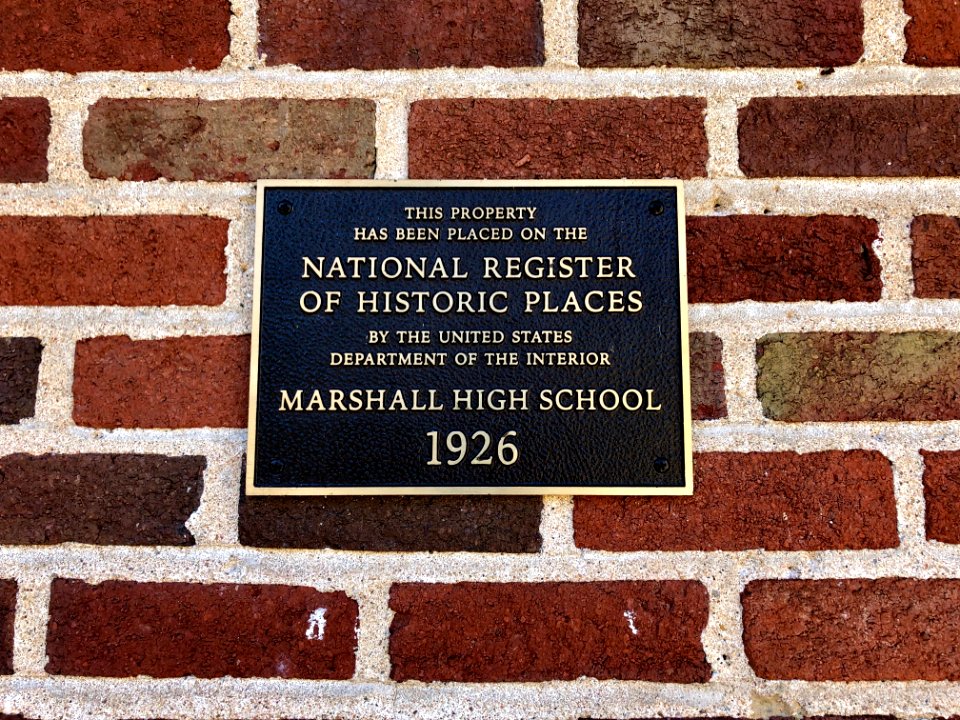 THIS PROPERTY
HAS BEEN PLACED ON THE
NATIONAL REGISTER
OF HISTORIC PLACES
BY THE UNITED STATES
DEPARTMENT OF THE INTERIOR
MARSHALL HIGH SCHOOL
1926